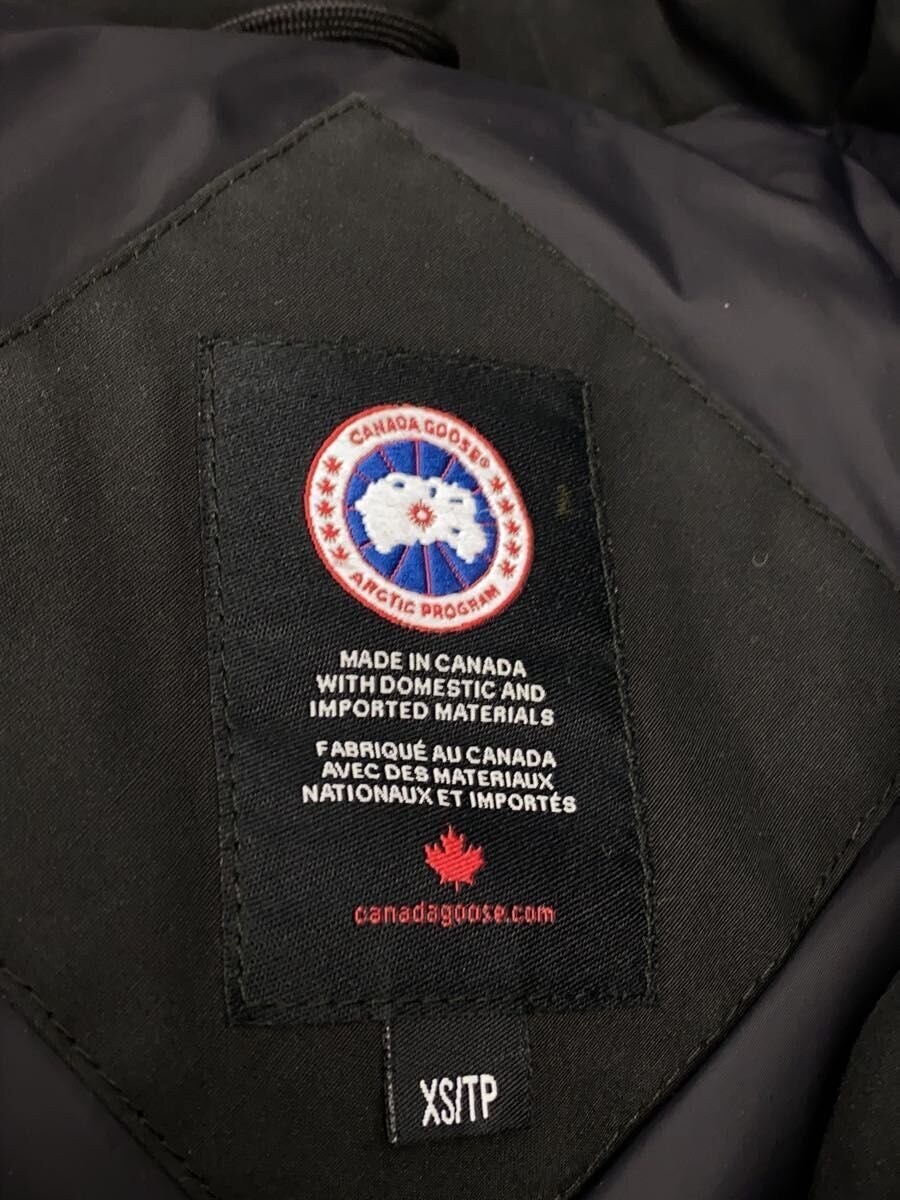 CANADA GOOSE®
ARCTIC PROGRAM
MADE IN CANADA
WITH DOMESTIC AND
IMPORTED MATERIALS
FABRIQUÉ AU CANADA
AVEC DES MATERIAUX
NATIONAUX ET IMPORTÉS
canadagoose.com
XS/TP